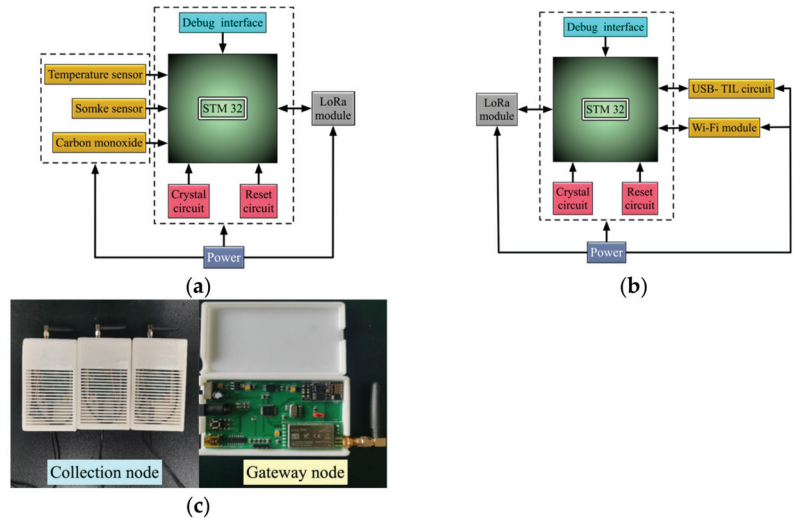 Debug interface
Temperature sensor
Somke sensor
Carbon monoxide
STM 32
LoRa
module
Crystal
circuit
Reset
circuit
Power
(a)
Debug interface
LoRa
module
STM 32
USB- TIL circuit
Wi-Fi module
Crystal
circuit
Reset
circuit
Power
(b)
Collection node
Gateway node
(c)